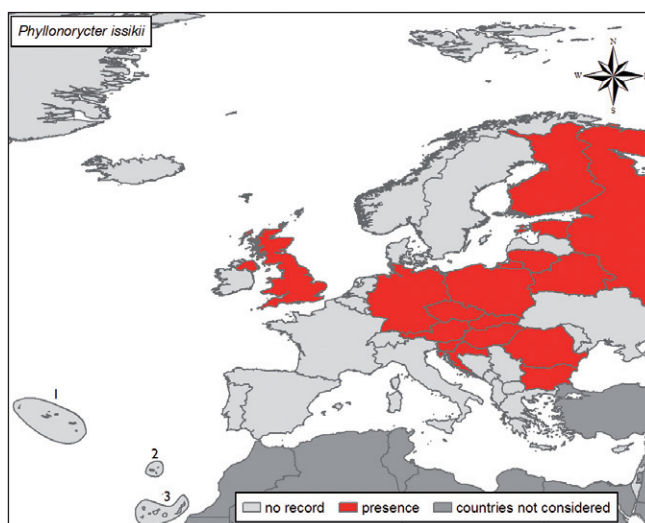 Phyllonorycter issikii
N
W
S
1
2
3
no record presence countries not considered